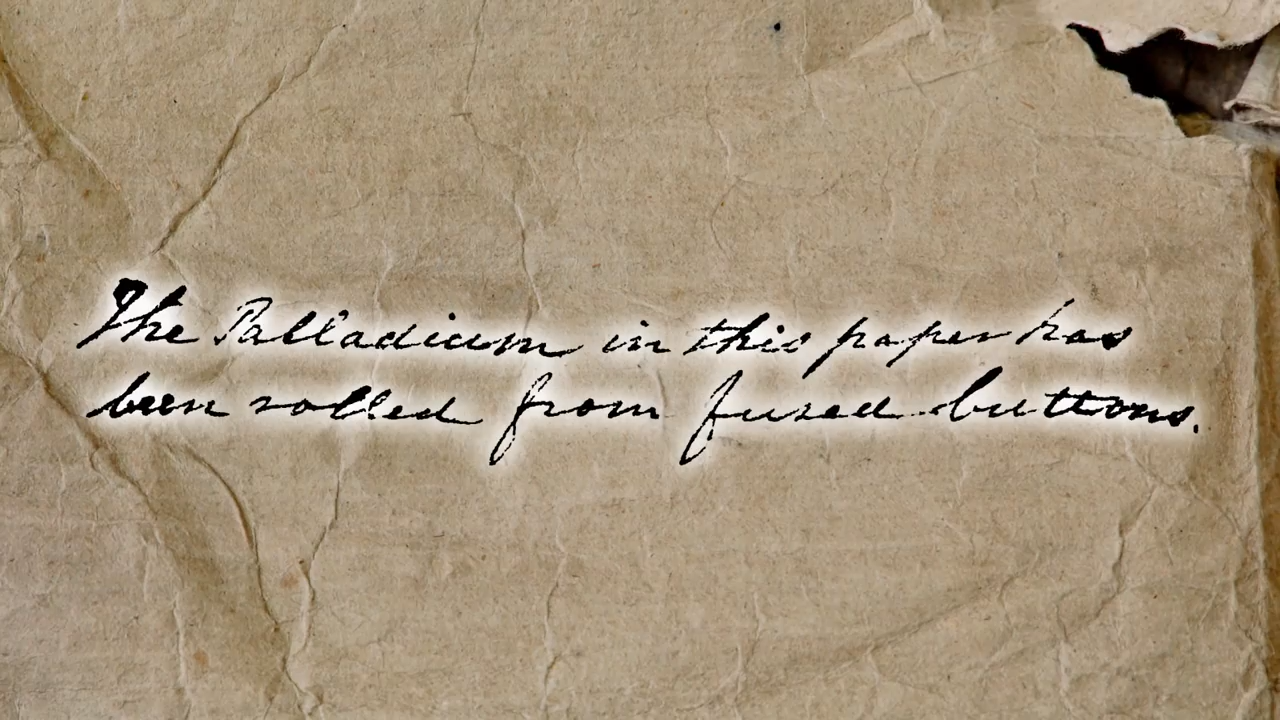 The Palladium in this paper has
been rolled from fused buttons.